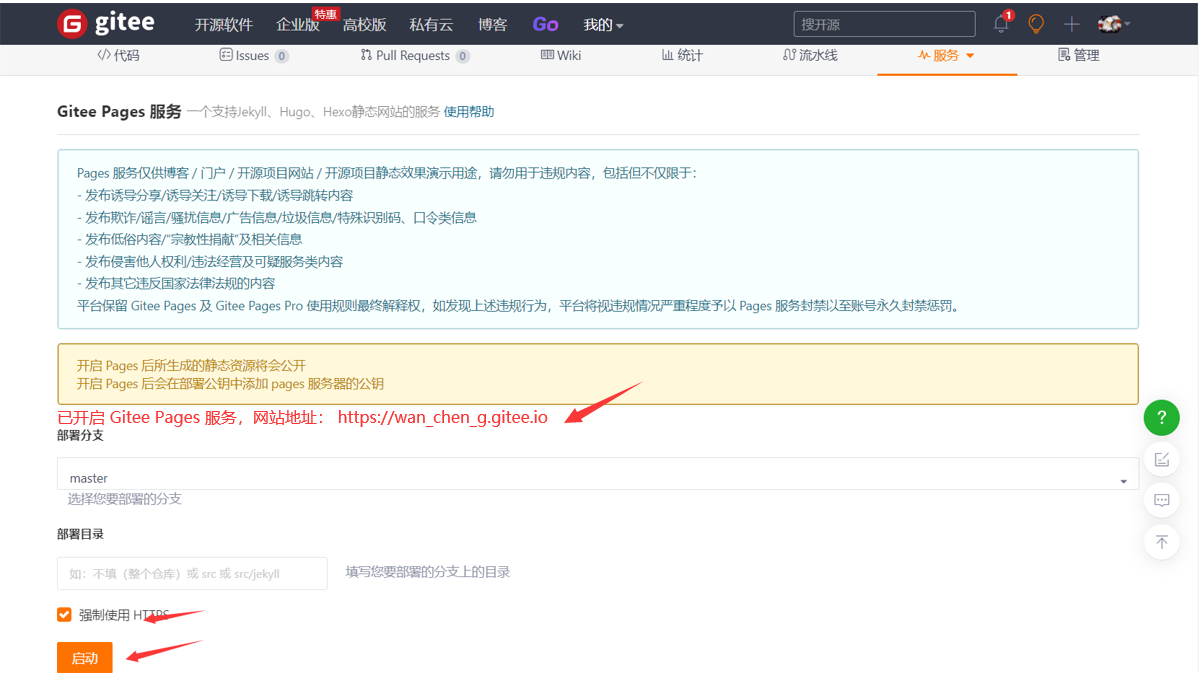 gitee 开源软件 企业版 特惠 高校版 私有云 博客 Go 我的 搜开源 1
代码 Issues 0 Pull Requests 0 Wiki 统计 流水线 服务 管理
Gitee Pages 服务 一个支持Jekyll、Hugo、Hexo静态网站的服务 使用帮助
Pages 服务仅供博客 / 门户 / 开源项目网站 / 开源项目静态效果演示用途，请勿用于违规内容，包括但不仅限于：
- 发布诱导分享/诱导关注/诱导下载/诱导跳转内容
- 发布欺诈/谣言/骚扰信息/广告信息/垃圾信息/特殊识别码、口令类信息
- 发布低俗内容/“宗教性捐献”及相关信息
- 发布侵害他人权利/违法经营及可疑服务类内容
- 发布其它违反国家法律法规的内容
平台保留 Gitee Pages 及 Gitee Pages Pro 使用规则最终解释权，如发现上述违规行为，平台将视违规情况严重程度予以 Pages 服务封禁以至账号永久封禁惩罚。
开启 Pages 后所生成的静态资源将会公开
开启 Pages 后会在部署公钥中添加 pages 服务器的公钥
已开启 Gitee Pages 服务，网站地址： https://wan_chen_g.gitee.io
部署分支
master
选择您要部署的分支
部署目录
如：不填（整个仓库）或 src 或 src/jekyll 填写您要部署的分支上的目录
强制使用 HTTPS
启动
?